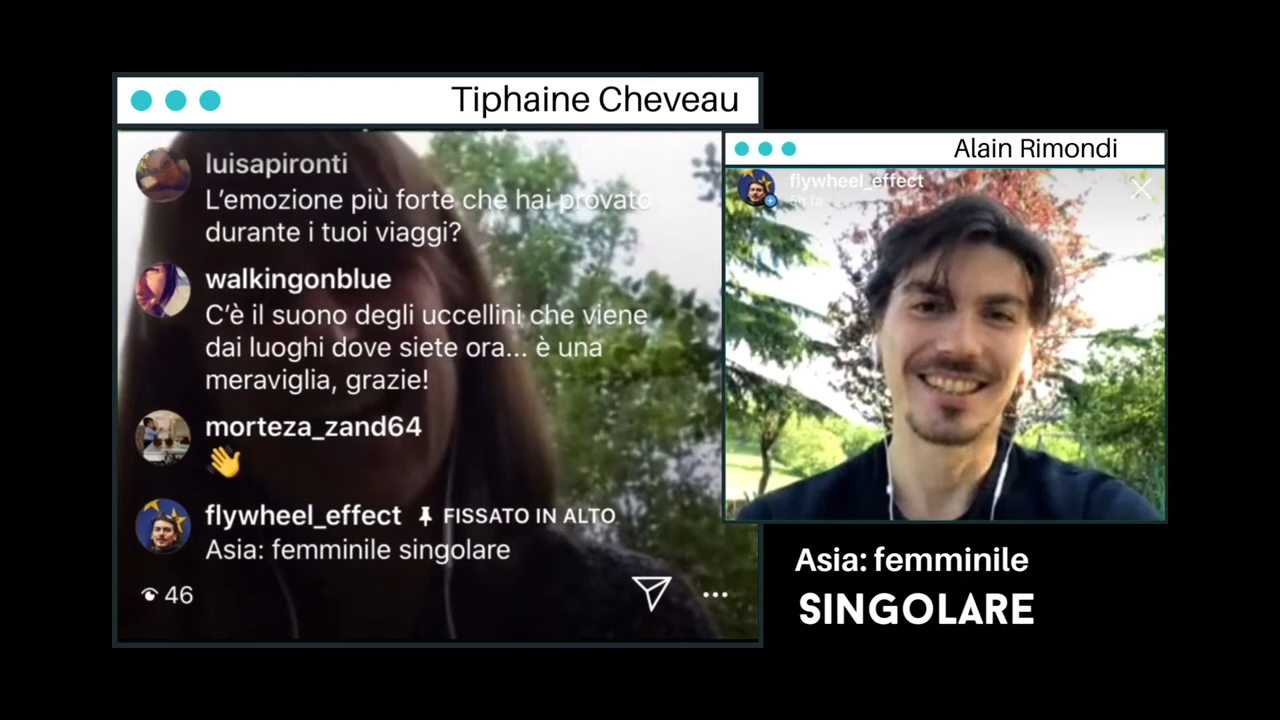 Tiphaine Cheveau
luisapironti
L'emozione più forte che hai provato
durante i tuoi viaggi?
walkingonblue
C'è il suono degli uccellini che viene
dai luoghi dove siete ora... è una
meraviglia, grazie!
morteza_zand64
flywheel_effect FISSATO IN ALTO
Asia: femminile singolare
46
Alain Rimondi
flywheel_effect
5h fa
Asia: femminile
SINGOLARE